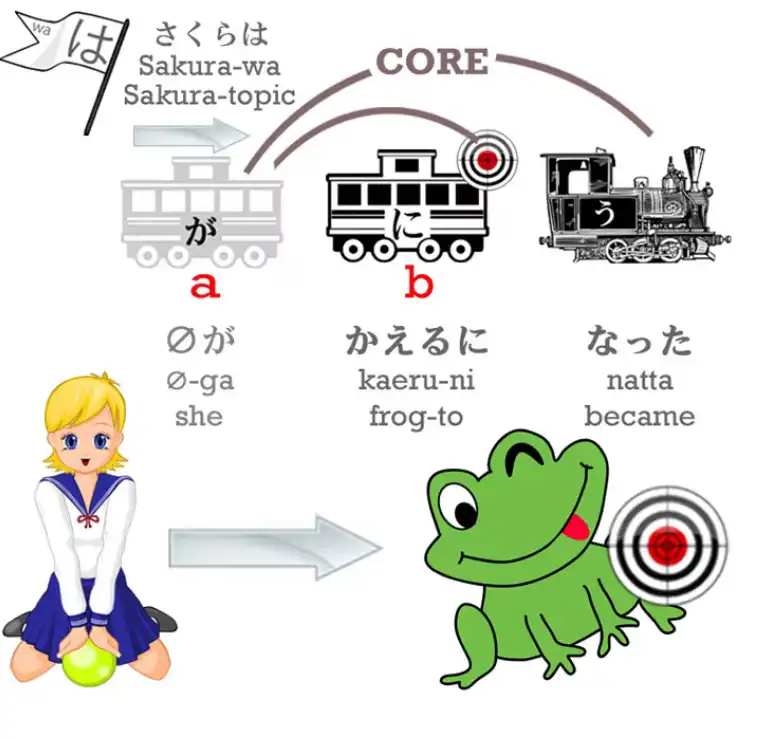 wa
は
さくらは
Sakura-wa
Sakura-topic
CORE
が
に
う
a
b
∅が
かえるに
なった
∅-ga
kaeru-ni
natta
she
frog-to
became